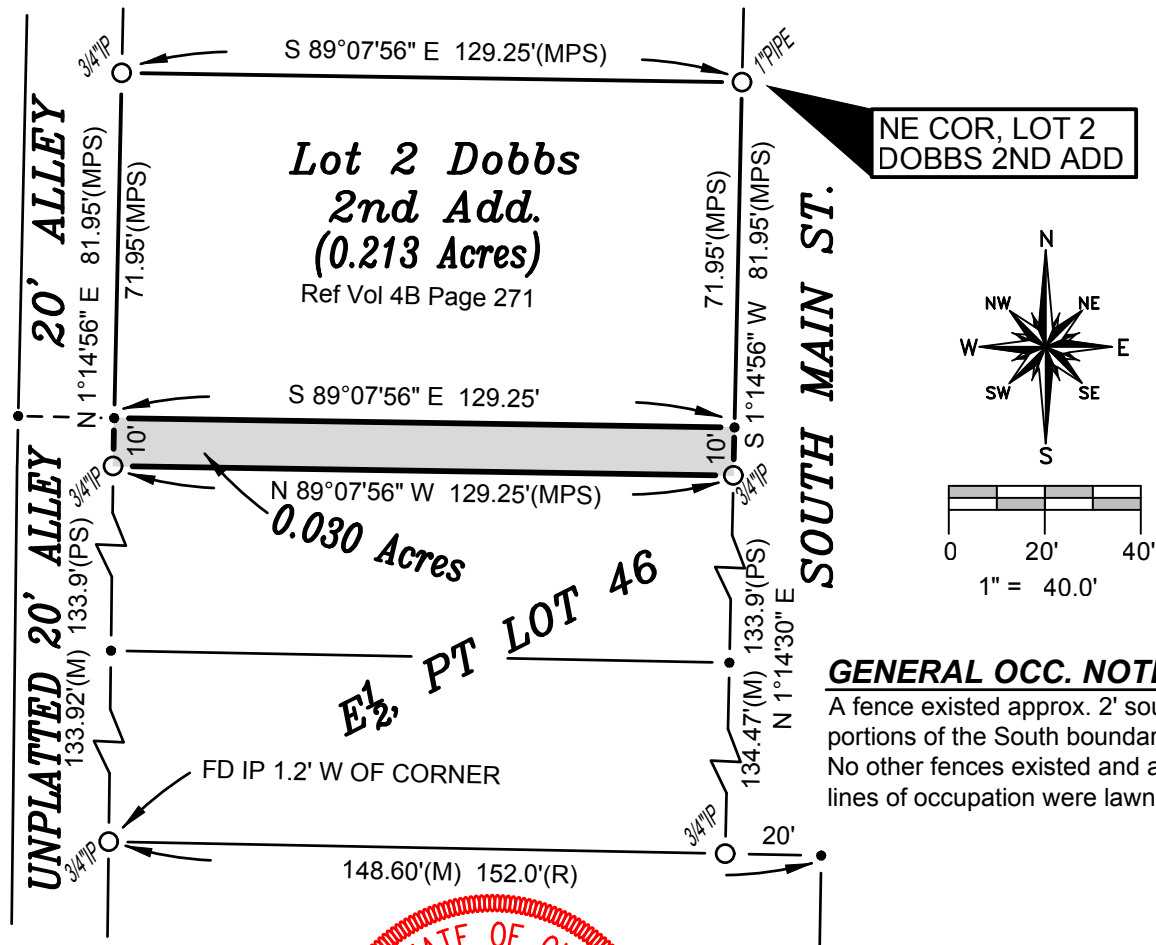 S 89°07'56" E 129.25'(MPS)
3/4"IP
1"PIPE
NE COR, LOT 2
DOBBS 2ND ADD
20' ALLEY
N 1°14'56" E 81.95'(MPS)
71.95'(MPS)
Lot 2 Dobbs
2nd Add.
(0.213 Acres)
Ref Vol 4B Page 271
71.95'(MPS)
S 1°14'56" W 81.95'(MPS)
SOUTH MAIN ST.
N
NW
NE
W
E
SW
SE
S
S 89°07'56" E 129.25'
10'
10'
3/4"IP
3/4"IP
N 89°07'56" W 129.25'(MPS)
0.030 Acres
0
20'
40'
1" = 40.0'
UNPLATTED 20' ALLEY
133.92'(M) 133.9'(PS)
E½, PT LOT 46
134.47'(M) 133.9'(PS)
N 1°14'30" E
GENERAL OCC. NOTE
A fence existed approx. 2' sou
portions of the South boundar
No other fences existed and a
lines of occupation were lawn
FD IP 1.2' W OF CORNER
3/4"IP
3/4"IP
20'
148.60'(M) 152.0'(R)
ATE OF